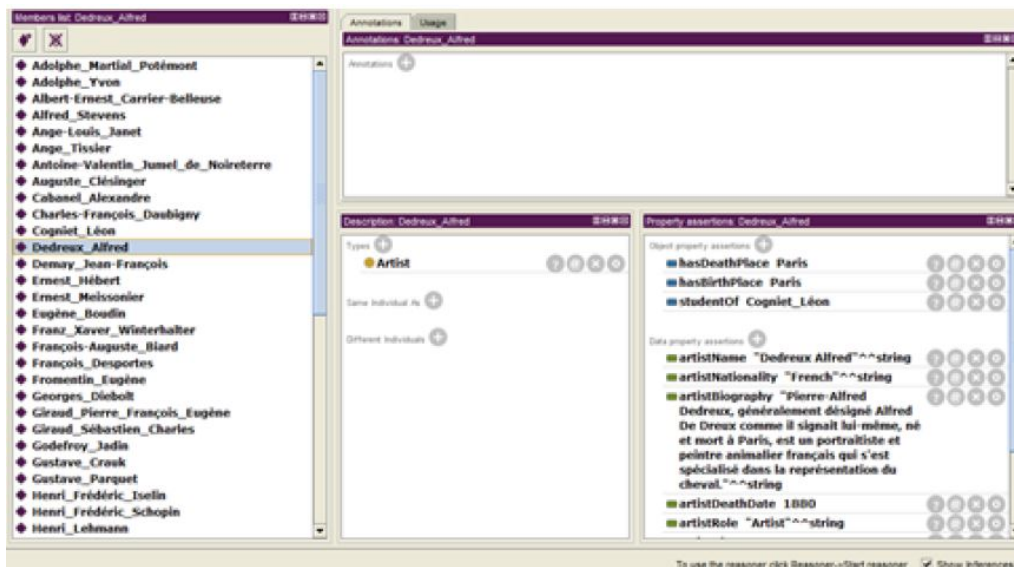 Members list: Dedreux_Alfred
Adolphe_Martial_Potémont
Adolphe_Yvon
Albert-Ernest_Carrier-Belleuse
Alfred_Stevens
Ange-Louis_Janet
Ange_Tissier
Antoine-Valentin_Jumel_de_Noireterre
Auguste_Clésinger
Cabanel_Alexandre
Charles-François_Daubigny
Cogniet_Léon
Dedreux_Alfred
Demay_Jean-François
Ernest_Hébert
Ernest_Meissonier
Eugène_Boudin
Franz_Xaver_Winterhalter
François-Auguste_Biard
François_Desportes
Fromentin_Eugène
Georges_Diebolt
Giraud_Pierre_François_Eugène
Giraud_Sébastien_Charles
Godefroy_Jadin
Gustave_Crauk
Gustave_Parquet
Henri_Frédéric_Iselin
Henri_Frédéric_Schopin
Henri_Lehmann
Annotations Usage
Annotations: Dedreux_Alfred
Annotations
Description: Dedreux_Alfred
Types
Artist
Same Individual As
Different Individuals
Property assertions: Dedreux_Alfred
Object property assertions
hasDeathPlace Paris
hasBirthPlace Paris
studentOf Cogniet_Léon
Data property assertions
artistName "Dedreux Alfred"^^string
artistNationality "French"^^string
artistBiography "Pierre-Alfred
Dedreux, généralement désigné Alfred
De Dreux comme il signait lui-même, né
et mort à Paris, est un portraitiste et
peintre animalier français qui s'est
spécialisé dans la représentation du
cheval."^^string
artistDeathDate 1880
artistRole "Artist"^^string
To use the reasoner click Reasoner->Start reasoner Show Inferences